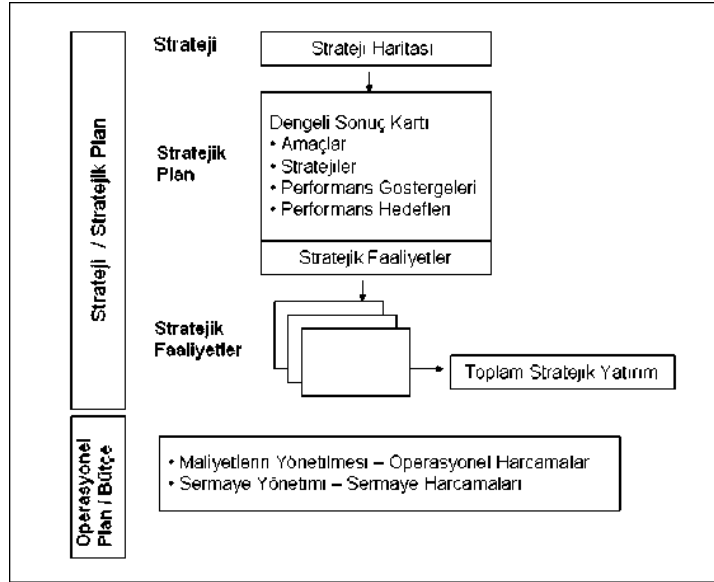 Strateji
Strateji Haritası
Strateji / Stratejik Plan
Stratejik
Plan
Dengeli Sonuç Kartı
• Amaçlar
• Stratejiler
• Performans Gostergeleri
• Performans Hedefleri
Stratejik Faaliyetler
Stratejik
Faaliyetler
Toplam Stratejik Yatırım
Operasyonel
Plan / Bütçe
• Maliyetlerin Yönetilmesi – Operasyonel Harcamalar
• Sermaye Yönetimi – Sermaye Harcamaları